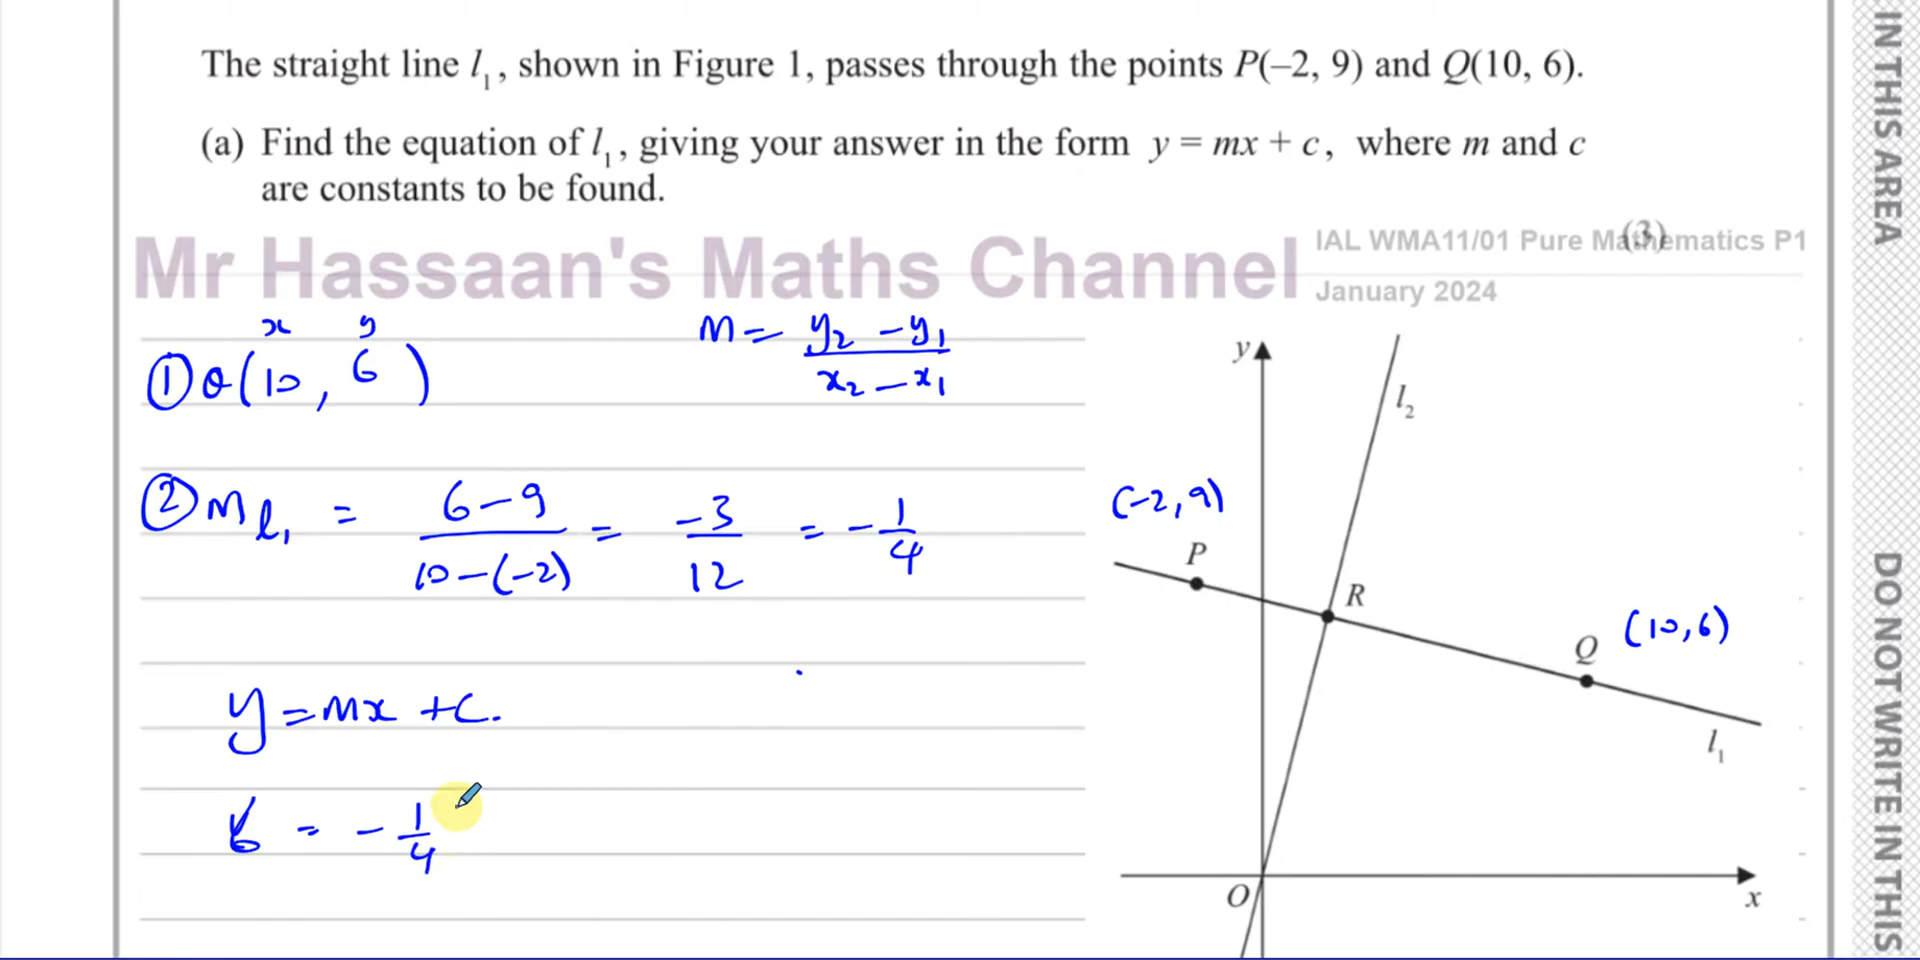 The straight line l₁, shown in Figure 1, passes through the points P(–2, 9) and Q(10, 6).
(a) Find the equation of l₁, giving your answer in the form y = mx + c, where m and c
are constants to be found.
(3)
Mr Hassaan's Maths Channel
IAL WMA11/01 Pure Mathematics P1
January 2024
x y
① Q(10, 6)
m = (y₂ - y₁)/(x₂ - x₁)
② m l₁ = (6-9)/(10-(-2)) = -3/12 = -1/4
y = mx + c.
6 = -1/4
y
l₂
(-2, 9)
P
R
(10, 6)
Q
l₁
O
x
IN THIS AREA
DO NOT WRITE IN THIS